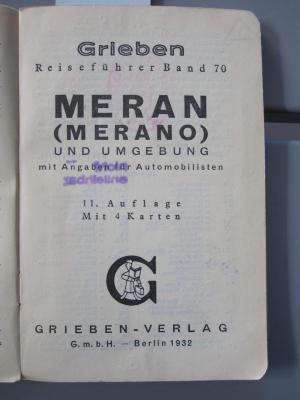 Grieben
Reiseführer Band 70
MERAN
(MERANO)
UND UMGEBUNG
mit Angaben für Automobilisten
11. Auflage
Mit 4 Karten
G
GRIEBEN-VERLAG
G. m. b. H. — Berlin 1932